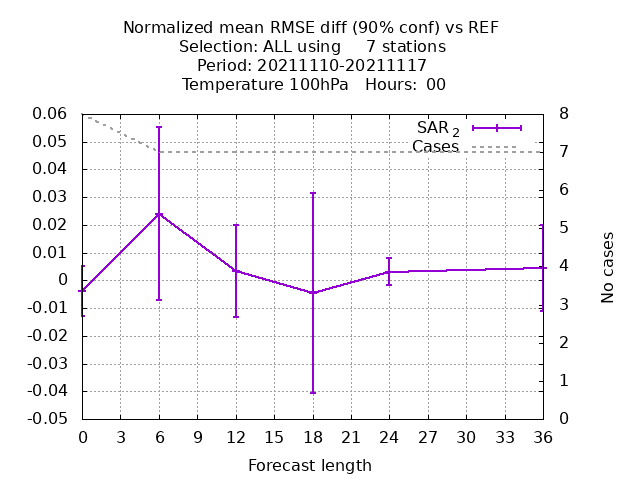 Normalized mean RMSE diff (90% conf) vs REF
Selection: ALL using     7 stations
Period: 20211110-20211117
Temperature 100hPa   Hours:  00
0.06
0.05
0.04
0.03
0.02
0.01
0
-0.01
-0.02
-0.03
-0.04
-0.05
SAR 2
Cases
8
7
6
5
4
3
2
1
0
No cases
0 3 6 9 12 15 18 21 24 27 30 33 36
Forecast length